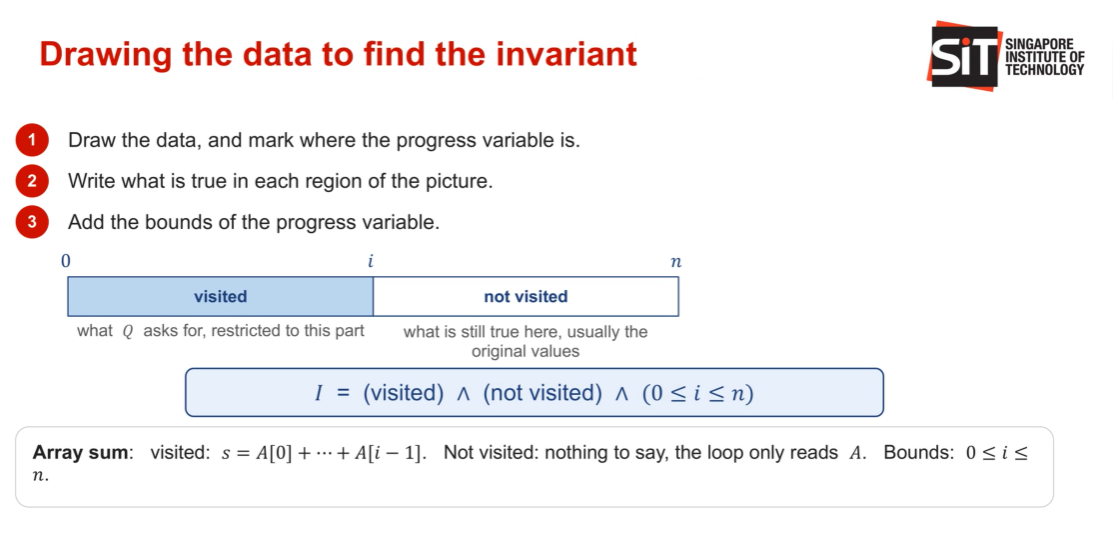 Drawing the data to find the invariant
SiT SINGAPORE
INSTITUTE OF
TECHNOLOGY
1 Draw the data, and mark where the progress variable is.
2 Write what is true in each region of the picture.
3 Add the bounds of the progress variable.
0 i n
visited not visited
what Q asks for, restricted to this part what is still true here, usually the
original values
I = (visited) ∧ (not visited) ∧ (0 ≤ i ≤ n)
Array sum: visited: s = A[0] + ⋯ + A[i − 1]. Not visited: nothing to say, the loop only reads A. Bounds: 0 ≤ i ≤
n.